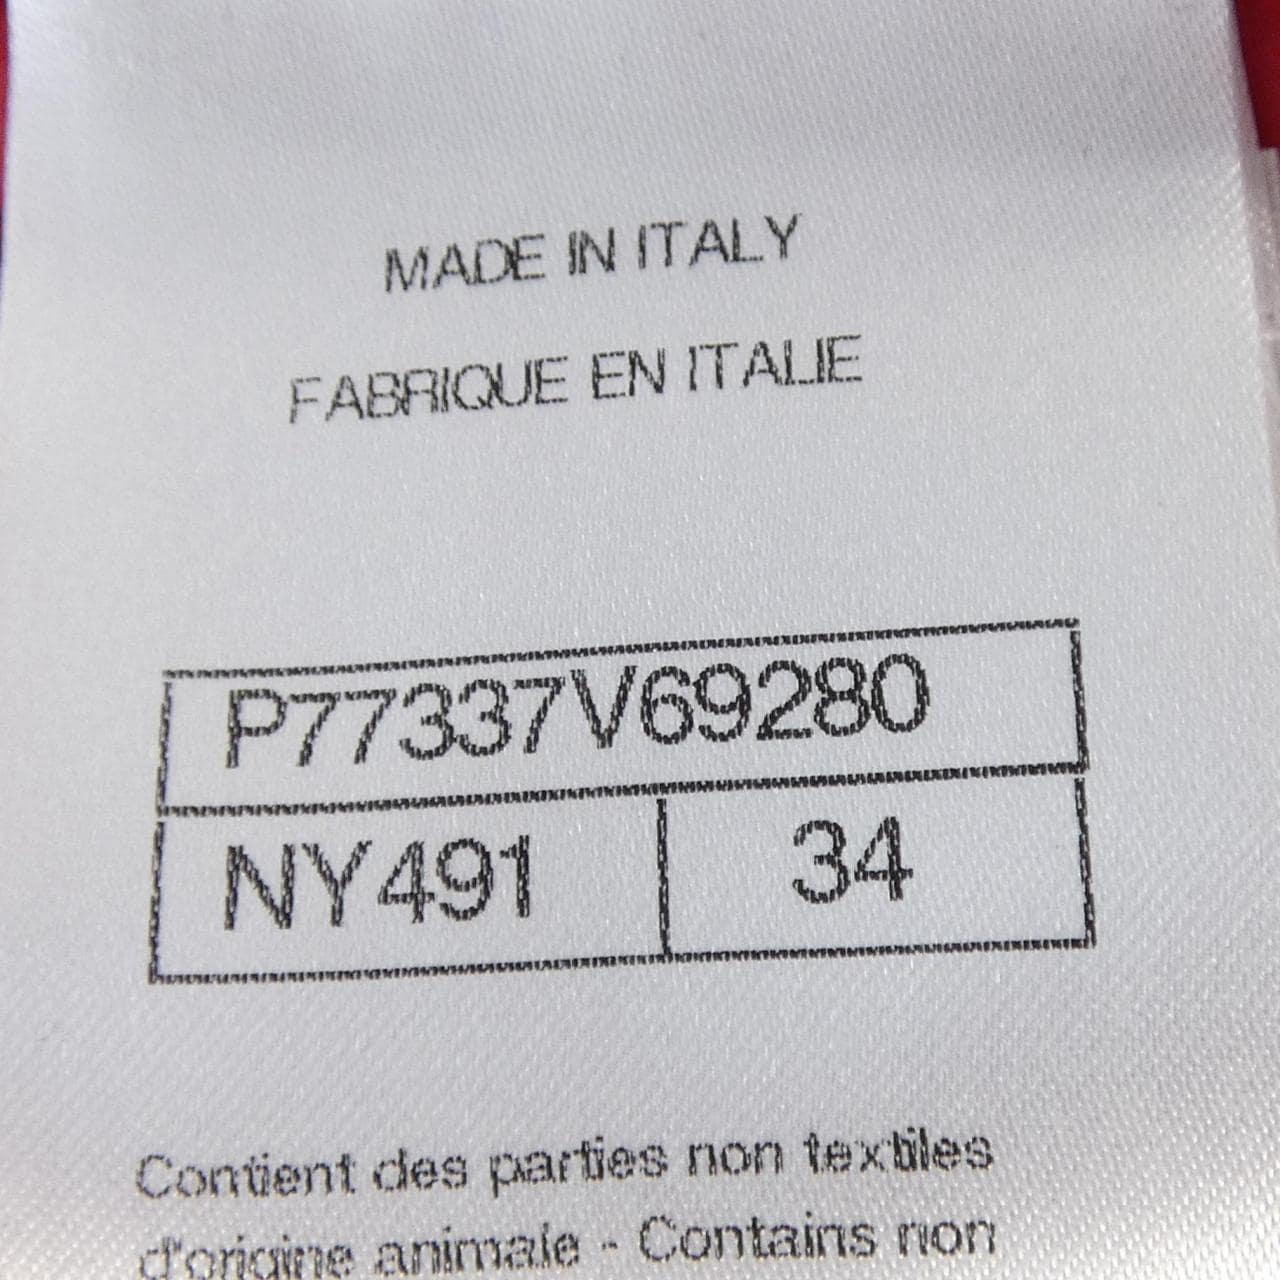 MADE IN ITALY
FABRIQUE EN ITALIE
P77337V69280
NY491 34
Contient des parties non textiles
d'origine animale - Contains non